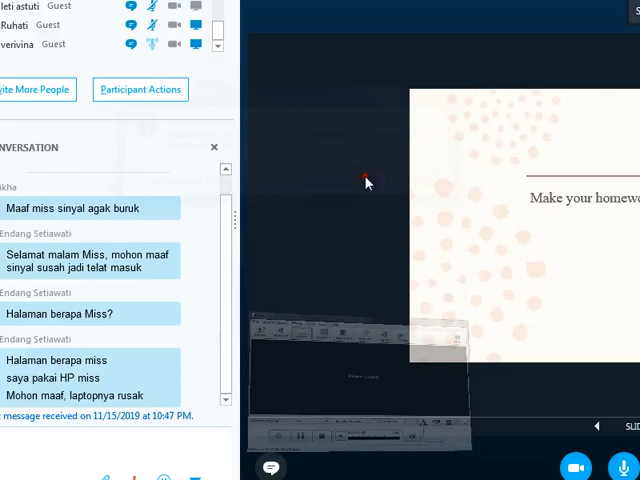 leti astuti Guest
Ruhati Guest
verivina Guest
ite More People
Participant Actions
NVERSATION
ikha
Maaf miss sinyal agak buruk
Endang Setiawati
Selamat malam Miss, mohon maaf
sinyal susah jadi telat masuk
Endang Setiawati
Halaman berapa Miss?
Endang Setiawati
Halaman berapa miss
saya pakai HP miss
Mohon maaf, laptopnya rusak
message received on 11/15/2019 at 10:47 PM.
Make your homewo
SLID